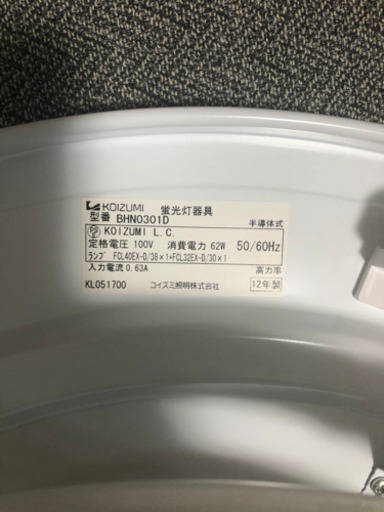 KOIZUMI 蛍光灯器具
型番 BHN0301D 半導体式
PS E KOIZUMI L.C.
定格電圧 100V 消費電力 62W 50/60Hz
ランプ FCL40EX-D/38×1+FCL32EX-D/30×1
入力電流 0.63A 高力率
KL051700 コイズミ照明株式会社 12年製